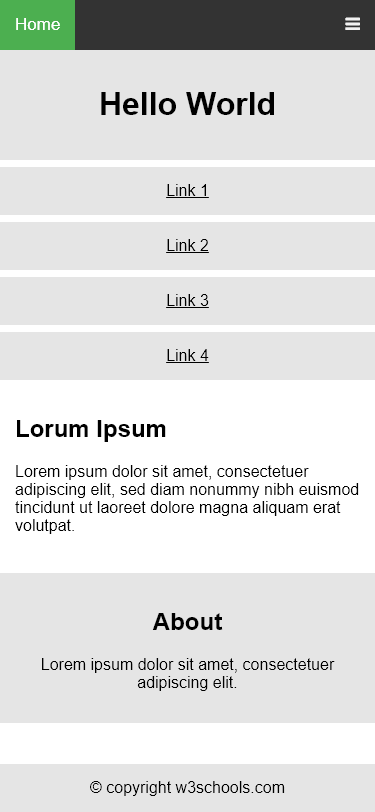 Home
Hello World
Link 1
Link 2
Link 3
Link 4
Lorum Ipsum
Lorem ipsum dolor sit amet, consectetuer
adipiscing elit, sed diam nonummy nibh euismod
tincidunt ut laoreet dolore magna aliquam erat
volutpat.
About
Lorem ipsum dolor sit amet, consectetuer
adipiscing elit.
© copyright w3schools.com